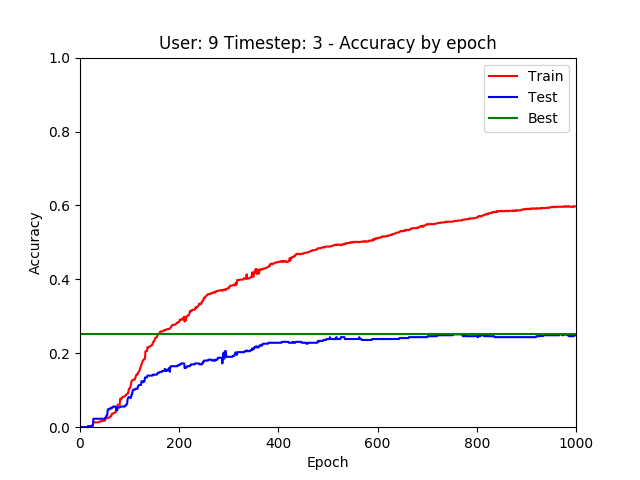 User: 9 Timestep: 3 - Accuracy by epoch
Train
Test
Best
Accuracy
1.0
0.8
0.6
0.4
0.2
0.0
0 200 400 600 800 1000
Epoch